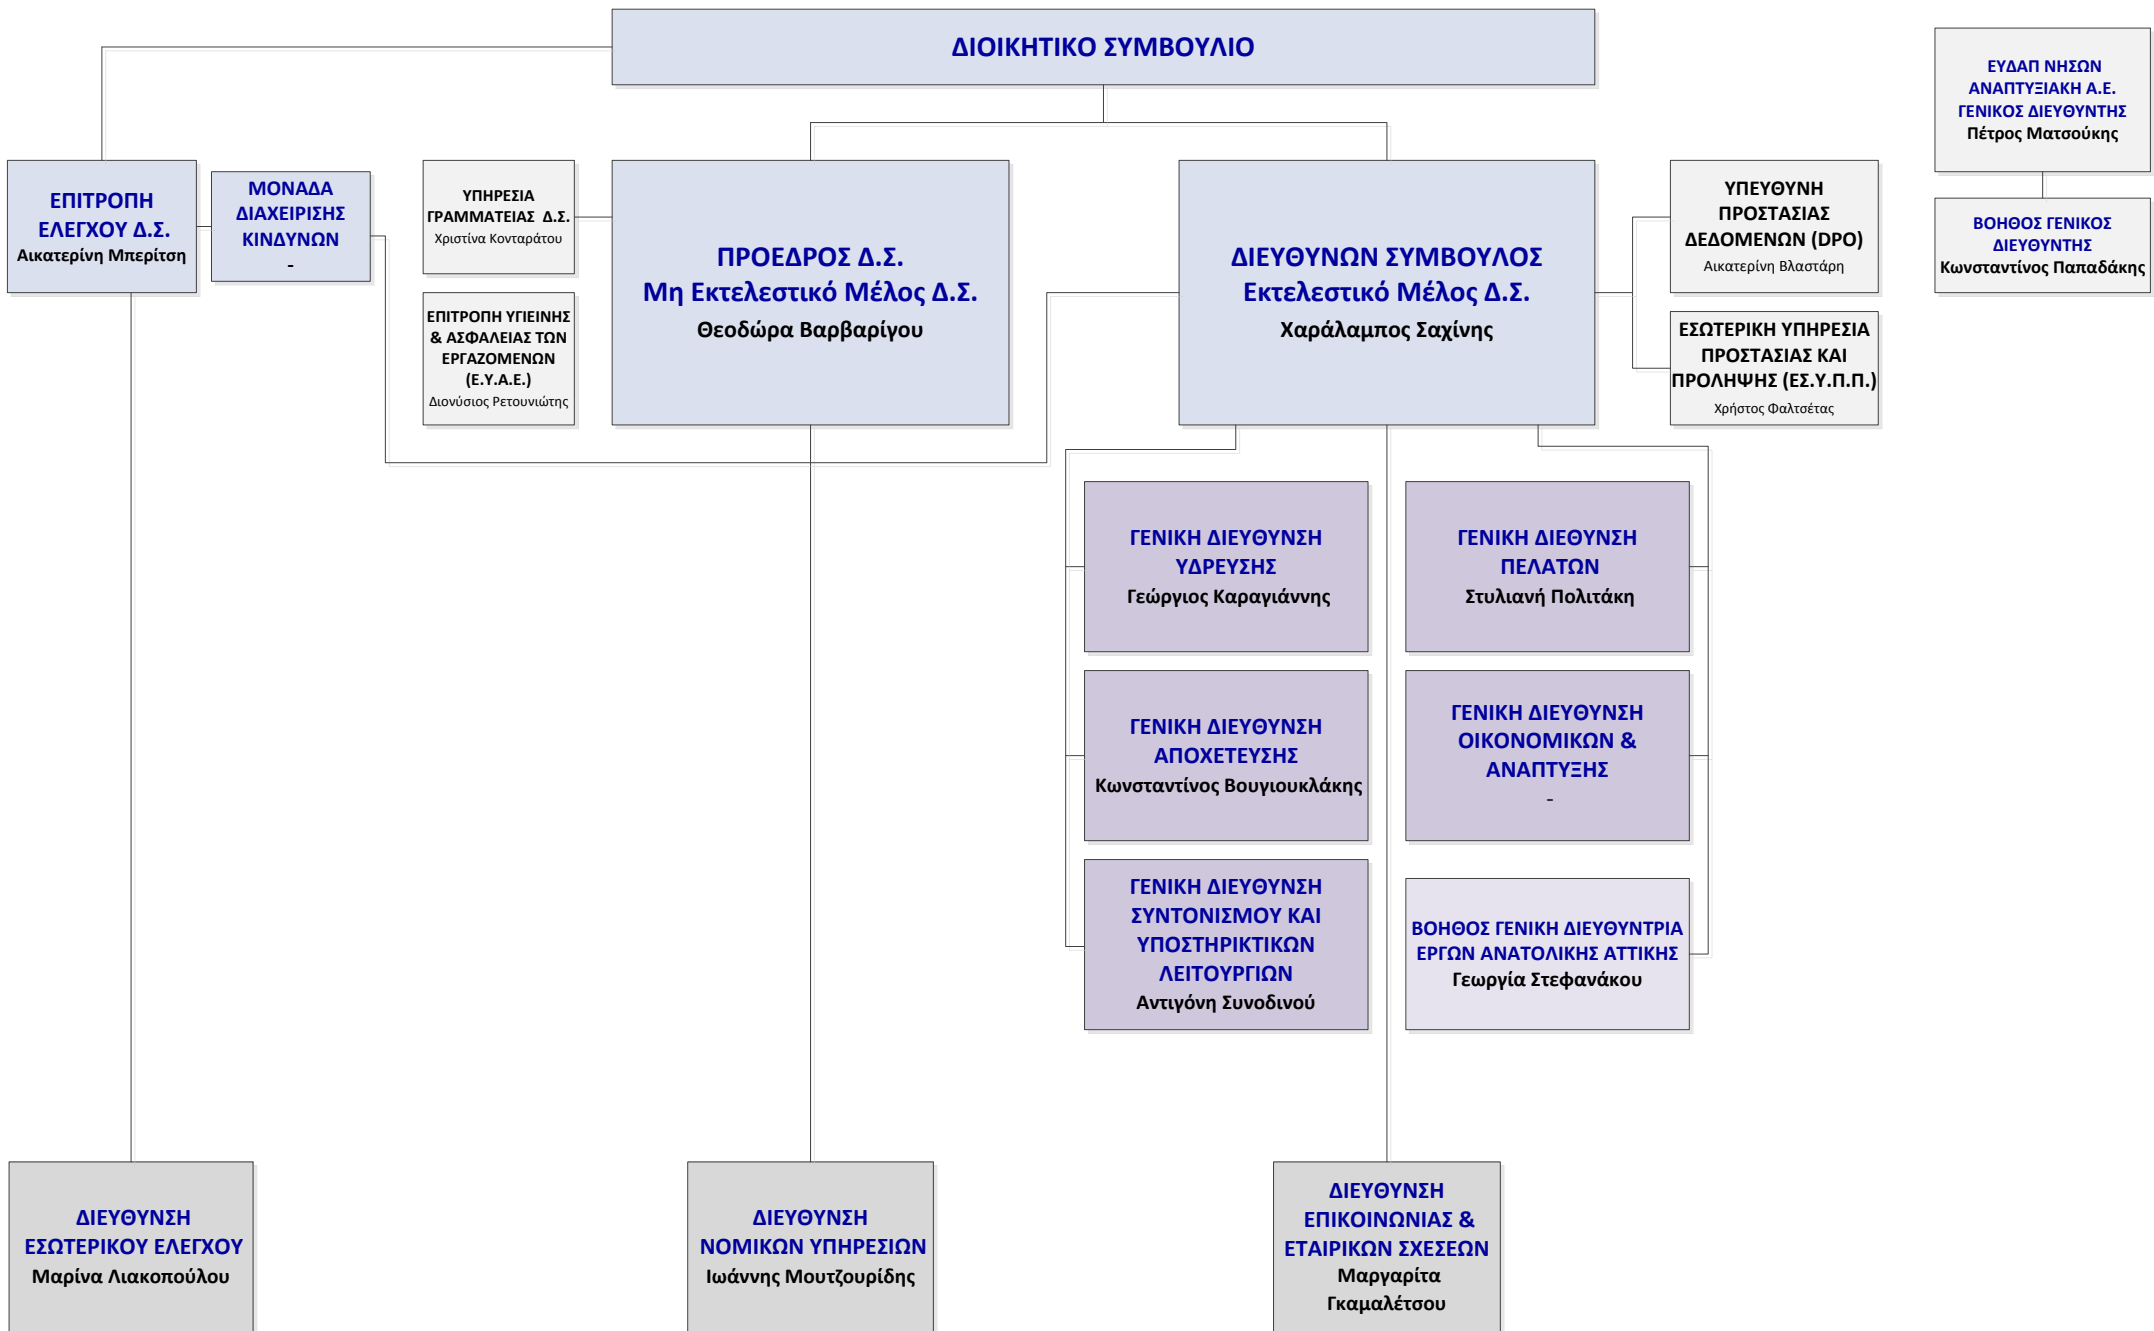 ΔΙΟΙΚΗΤΙΚΟ ΣΥΜΒΟΥΛΙΟ
ΕΥΔΑΠ ΝΗΣΩΝ
ΑΝΑΠΤΥΞΙΑΚΗ Α.Ε.
ΓΕΝΙΚΟΣ ΔΙΕΥΘΥΝΤΗΣ
Πέτρος Ματσούκης
ΕΠΙΤΡΟΠΗ
ΕΛΕΓΧΟΥ Δ.Σ.
Αικατερίνη Μπερίτση
ΜΟΝΑΔΑ
ΔΙΑΧΕΙΡΙΣΗΣ
ΚΙΝΔΥΝΩΝ
-
ΥΠΗΡΕΣΙΑ
ΓΡΑΜΜΑΤΕΙΑΣ Δ.Σ.
Χριστίνα Κονταράτου
ΕΠΙΤΡΟΠΗ ΥΓΙΕΙΝΗΣ
& ΑΣΦΑΛΕΙΑΣ ΤΩΝ
ΕΡΓΑΖΟΜΕΝΩΝ
(Ε.Υ.Α.Ε.)
Διονύσιος Ρετουνιώτης
ΠΡΟΕΔΡΟΣ Δ.Σ.
Μη Εκτελεστικό Μέλος Δ.Σ.
Θεοδώρα Βαρβαρίγου
ΔΙΕΥΘΥΝΩΝ ΣΥΜΒΟΥΛΟΣ
Εκτελεστικό Μέλος Δ.Σ.
Χαράλαμπος Σαχίνης
ΥΠΕΥΘΥΝΗ
ΠΡΟΣΤΑΣΙΑΣ
ΔΕΔΟΜΕΝΩΝ (DPO)
Αικατερίνη Βλαστάρη
ΕΣΩΤΕΡΙΚΗ ΥΠΗΡΕΣΙΑ
ΠΡΟΣΤΑΣΙΑΣ ΚΑΙ
ΠΡΟΛΗΨΗΣ (ΕΣ.Υ.Π.Π.)
Χρήστος Φαλτσέτας
ΒΟΗΘΟΣ ΓΕΝΙΚΟΣ
ΔΙΕΥΘΥΝΤΗΣ
Κωνσταντίνος Παπαδάκης
ΓΕΝΙΚΗ ΔΙΕΥΘΥΝΣΗ
ΥΔΡΕΥΣΗΣ
Γεώργιος Καραγιάννης
ΓΕΝΙΚΗ ΔΙΕΘΥΝΣΗ
ΠΕΛΑΤΩΝ
Στυλιανή Πολιτάκη
ΓΕΝΙΚΗ ΔΙΕΥΘΥΝΣΗ
ΑΠΟΧΕΤΕΥΣΗΣ
Κωνσταντίνος Βουγιουκλάκης
ΓΕΝΙΚΗ ΔΙΕΥΘΥΝΣΗ
ΟΙΚΟΝΟΜΙΚΩΝ &
ΑΝΑΠΤΥΞΗΣ
-
ΓΕΝΙΚΗ ΔΙΕΥΘΥΝΣΗ
ΣΥΝΤΟΝΙΣΜΟΥ ΚΑΙ
ΥΠΟΣΤΗΡΙΚΤΙΚΩΝ
ΛΕΙΤΟΥΡΓΙΩΝ
Αντιγόνη Συνοδινού
ΒΟΗΘΟΣ ΓΕΝΙΚΗ ΔΙΕΥΘΥΝΤΡΙΑ
ΕΡΓΩΝ ΑΝΑΤΟΛΙΚΗΣ ΑΤΤΙΚΗΣ
Γεωργία Στεφανάκου
ΔΙΕΥΘΥΝΣΗ
ΕΣΩΤΕΡΙΚΟΥ ΕΛΕΓΧΟΥ
Μαρίνα Λιακοπούλου
ΔΙΕΥΘΥΝΣΗ
ΝΟΜΙΚΩΝ ΥΠΗΡΕΣΙΩΝ
Ιωάννης Μουτζουρίδης
ΔΙΕΥΘΥΝΣΗ
ΕΠΙΚΟΙΝΩΝΙΑΣ &
ΕΤΑΙΡΙΚΩΝ ΣΧΕΣΕΩΝ
Μαργαρίτα
Γκαμαλέτσου